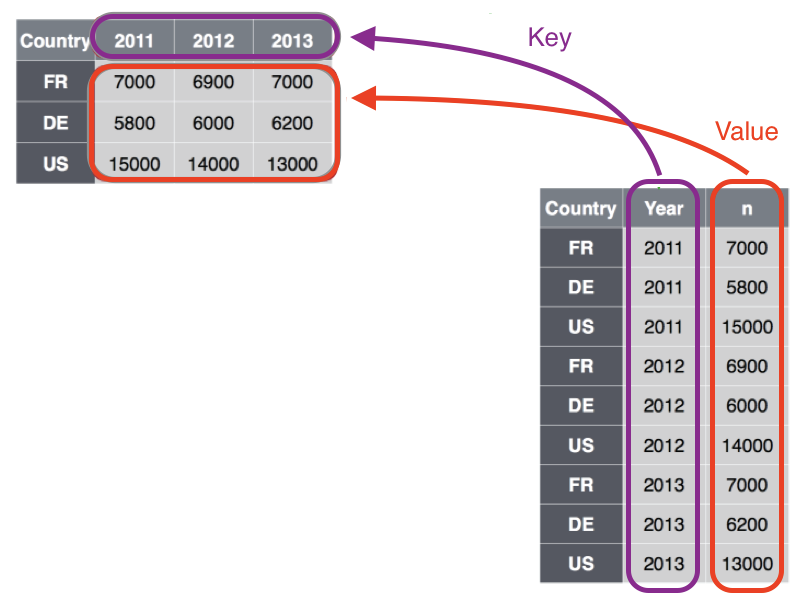 Country 2011 2012 2013
FR 7000 6900 7000
DE 5800 6000 6200
US 15000 14000 13000
Key
Value
Country Year n
FR 2011 7000
DE 2011 5800
US 2011 15000
FR 2012 6900
DE 2012 6000
US 2012 14000
FR 2013 7000
DE 2013 6200
US 2013 13000